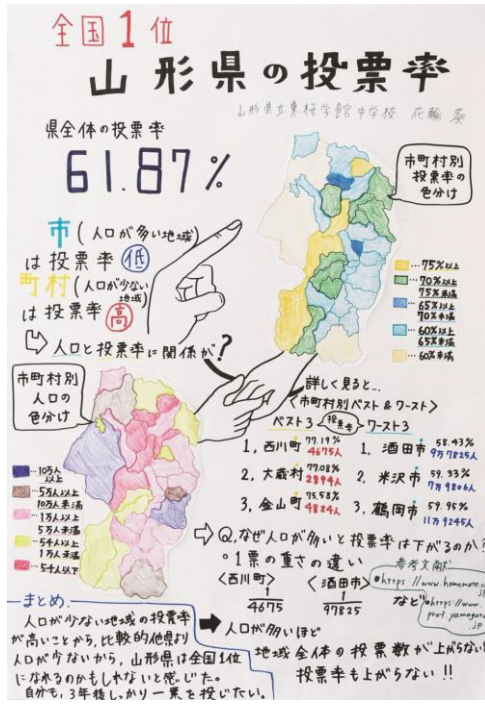 全国1位
山形県の投票率
山形県立東桜学館中学校 花輪 葵
県全体の投票率
61.87%
市町村別
投票率の
色分け
市(人口が多い地域)
は投票率低
町村(人口が少ない
地域)
は投票率高
人口と投票率に関係が?
75%以上
70%以上
75%未満
65%以上
70%未満
60%以上
65%未満
60%未満
市町村別
人口の
色分け
10万人
以上
5万人以上
10万人未満
1万人以上
5万人未満
5千人以上
1万人未満
5千人以下
詳しく見ると…
〈市町村別ベスト&ワースト〉
ベスト3 投票率 ワースト3
1, 西川町 77.19%
4675人
2, 大蔵村 77.08%
2894人
3, 金山町 75.58%
4824人
1. 酒田市 58.43%
9万7825人
2. 米沢市 59.33%
7万9806人
3. 鶴岡市 59.95%
11万9245人
Q.なぜ人口が多いと投票率は下がるのか?
1票の重さの違い
〈西川町〉
1
4675
〈酒田市〉
1
97825
など
参考文献
人口が多いほど
地域全体の投票数が上がらない
投票率も上がらない!!
まとめ.
人口が少ない地域の投票率
が高いことから、比較的他県より
人口が少ないから、山形県は全国1位
になれるのかもしれないと感じた。
自分も、3年後しっかり一票を投じたい。